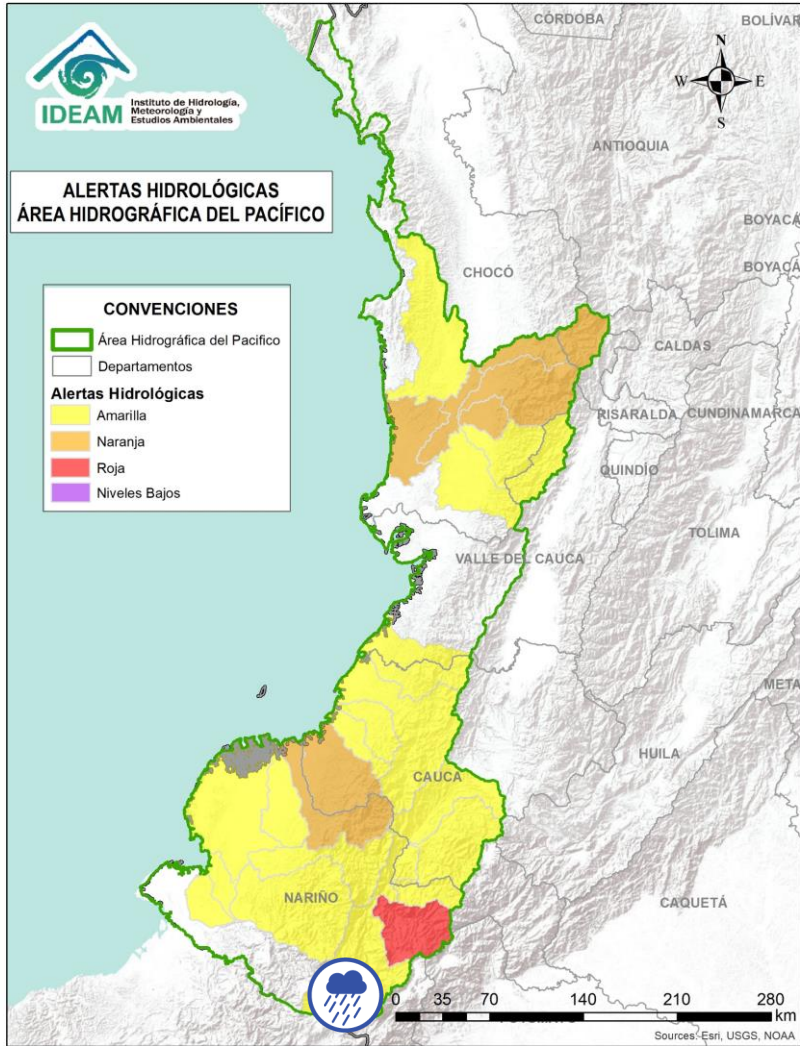 IDEAM
Instituto de Hidrología,
Meteorología y
Estudios Ambientales
ALERTAS HIDROLÓGICAS
ÁREA HIDROGRÁFICA DEL PACÍFICO
CONVENCIONES
Área Hidrográfica del Pacifico
Departamentos
Alertas Hidrológicas
Amarilla
Naranja
Roja
Niveles Bajos
N
W E
S
CÓRDOBA
BOLÍVAR
ANTIOQUIA
BOYACÁ
BOYACÁ
CHOCÓ
CALDAS
RISARALDA
CUNDINAMARCA
QUINDÍO
TOLIMA
VALLE DEL CAUCA
META
HUILA
CAUCA
NARIÑO
CAQUETÁ
0 35 70 140 210 280
km
Sources: Esri, USGS, NOAA